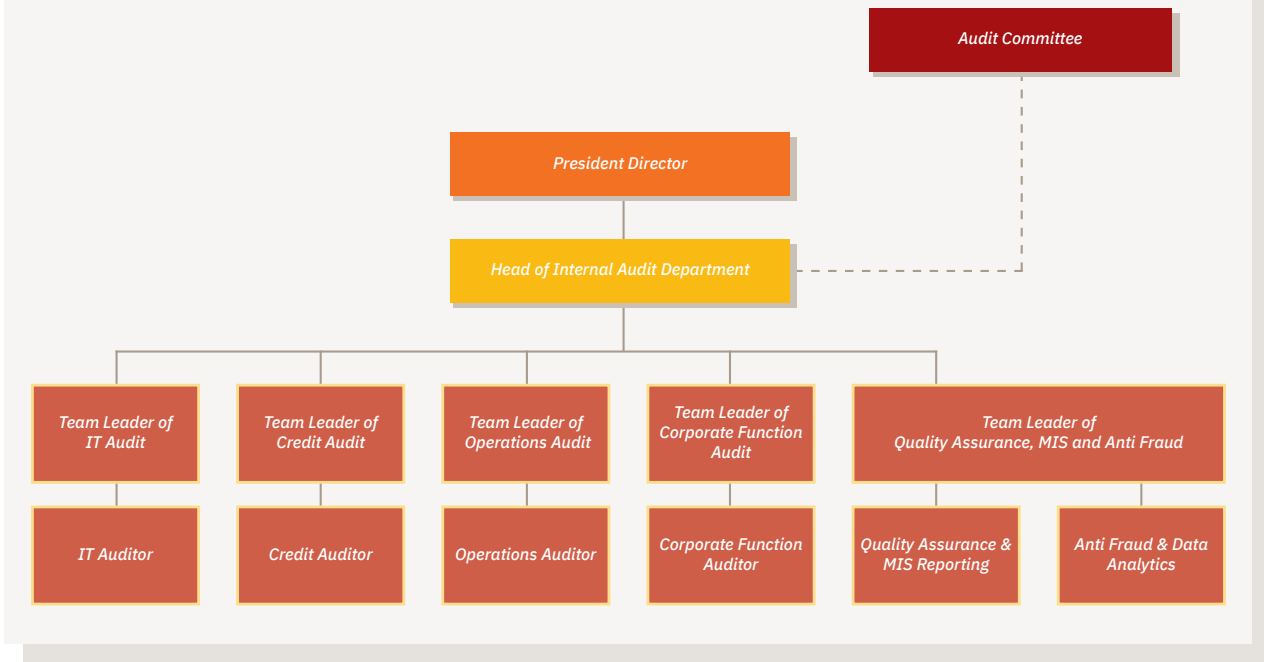 Audit Committee
President Director
Head of Internal Audit Department
Team Leader of
IT Audit
Team Leader of
Credit Audit
Team Leader of
Operations Audit
Team Leader of
Corporate Function
Audit
Team Leader of
Quality Assurance, MIS and Anti Fraud
IT Auditor
Credit Auditor
Operations Auditor
Corporate Function
Auditor
Quality Assurance &
MIS Reporting
Anti Fraud & Data
Analytics